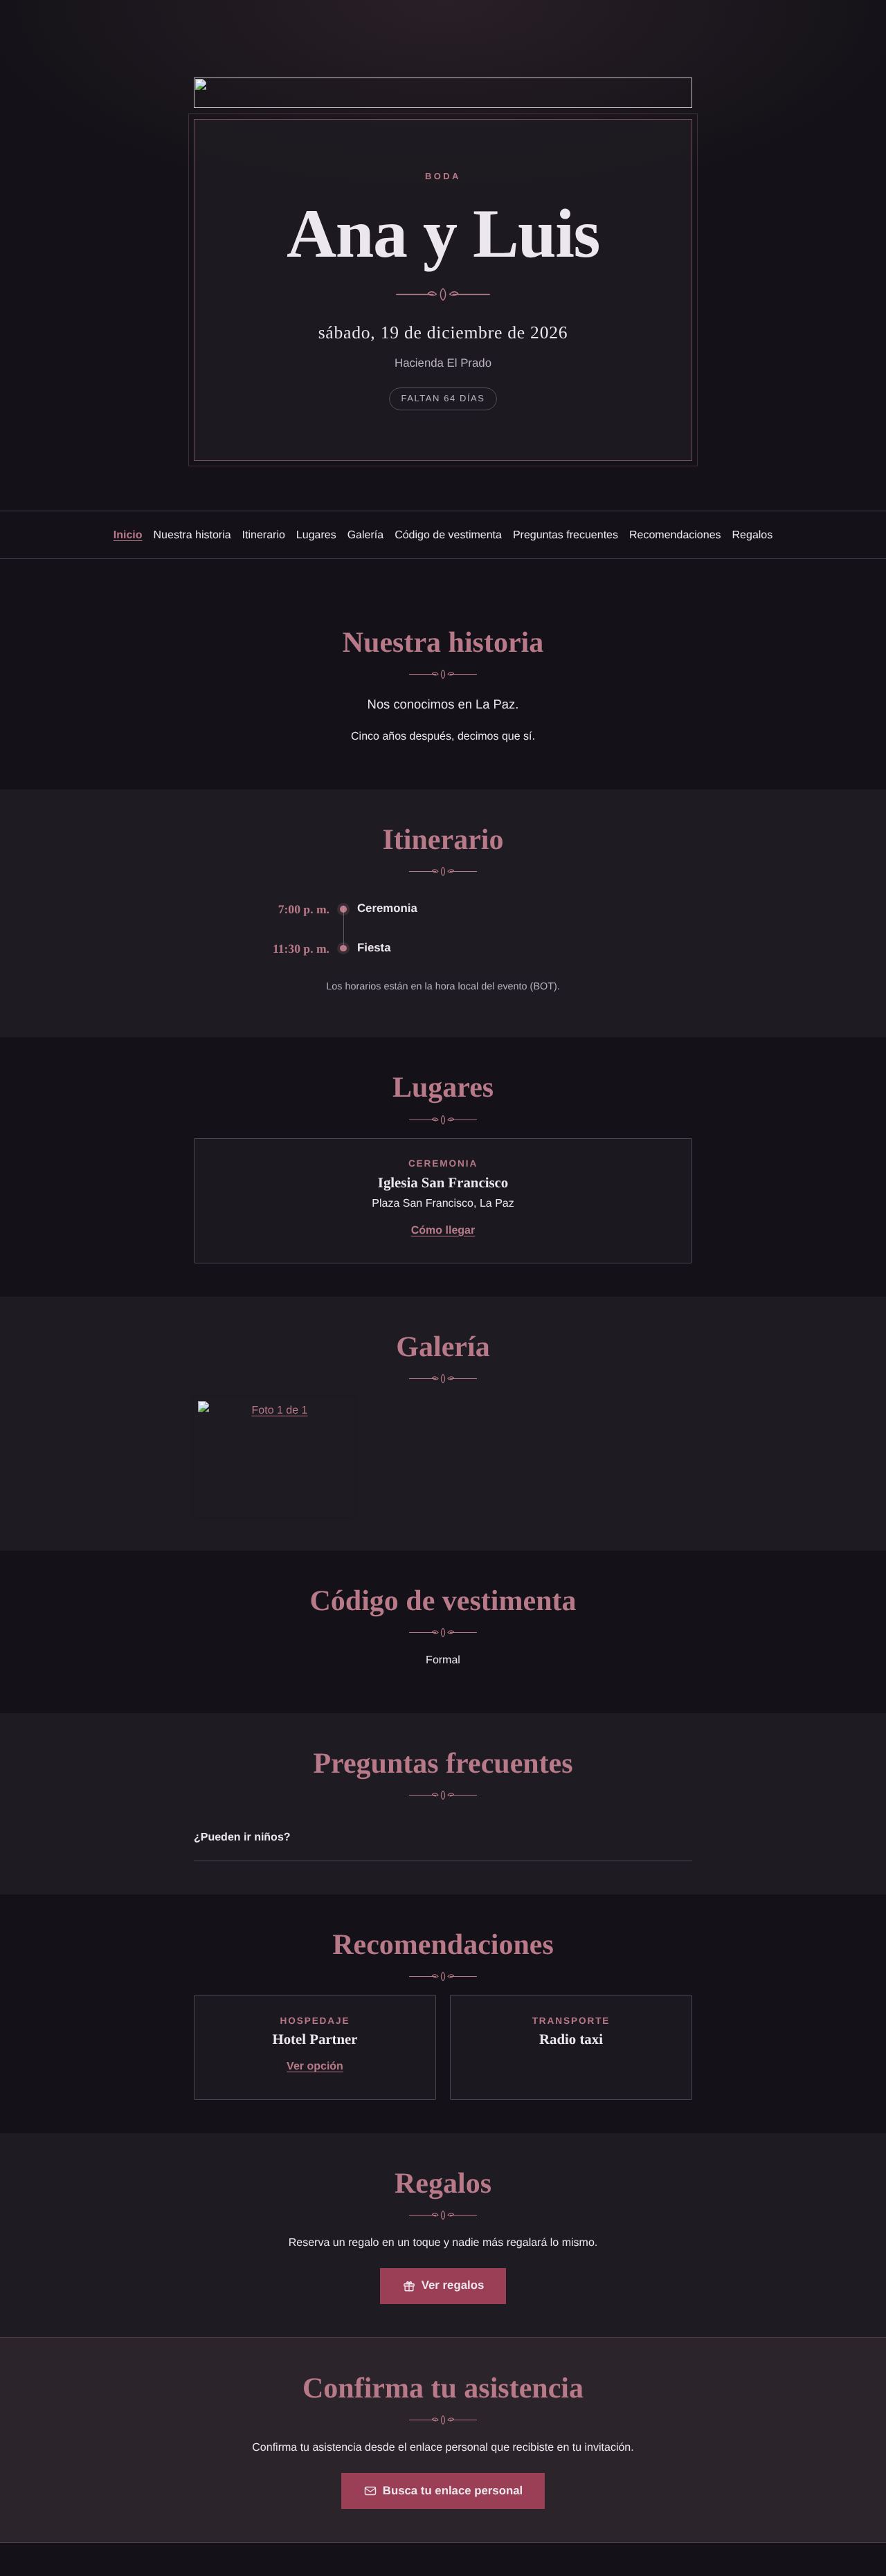 BODA
Ana y Luis
sábado, 19 de diciembre de 2026
Hacienda El Prado
FALTAN 64 DÍAS
Inicio Nuestra historia Itinerario Lugares Galería Código de vestimenta Preguntas frecuentes Recomendaciones Regalos
Nuestra historia
Nos conocimos en La Paz.
Cinco años después, decimos que sí.
Itinerario
7:00 p. m. Ceremonia
11:30 p. m. Fiesta
Los horarios están en la hora local del evento (BOT).
Lugares
CEREMONIA
Iglesia San Francisco
Plaza San Francisco, La Paz
Cómo llegar
Galería
Foto 1 de 1
Código de vestimenta
Formal
Preguntas frecuentes
¿Pueden ir niños?
Recomendaciones
HOSPEDAJE
Hotel Partner
Ver opción
TRANSPORTE
Radio taxi
Regalos
Reserva un regalo en un toque y nadie más regalará lo mismo.
Ver regalos
Confirma tu asistencia
Confirma tu asistencia desde el enlace personal que recibiste en tu invitación.
Busca tu enlace personal